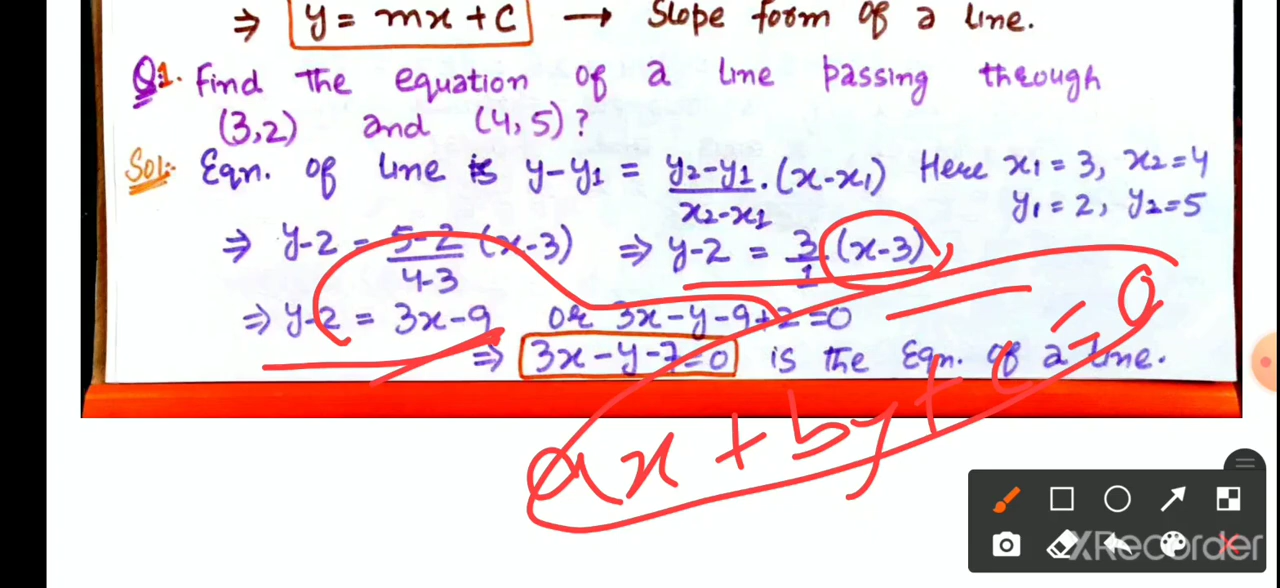 ⇒ y = mx + c → Slope form of a line.
Q1. Find the equation of a line passing through
(3,2) and (4,5)?
Sol:- Eqn. of line is y-y1 = y2-y1/x2-x1 . (x-x1) Here x1 = 3, x2=4
y1 = 2, y2=5
⇒ y-2 = 5-2/4-3 (x-3) ⇒ y-2 = 3/1 (x-3)
⇒ y-2 = 3x-9 or 3x-y-9+2=0
⇒ 3x-y-7=0 is the Eqn. of a line.
ax + by + c = 0
XRecorder